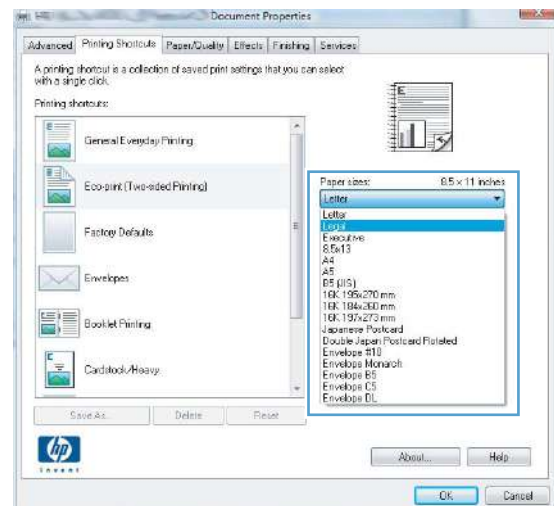 Document Properties
Advanced Printing Shortcuts Paper/Quality Effects Finishing Services
A printing shortcut is a collection of saved print settings that you can select
with a single click.
Printing shortcuts:
General Everyday Printing
Eco-print (Two-sided Printing)
Factory Defaults
Envelopes
Booklet Printing
Cardstock/Heavy
Paper sizes: 8.5 × 11 inches
Letter
Letter
Legal
Executive
8.5x13
A4
A5
B5 (JIS)
16K 195x270 mm
16K 184x260 mm
16K 197x273 mm
Japanese Postcard
Double Japan Postcard Rotated
Envelope #10
Envelope Monarch
Envelope B5
Envelope C5
Envelope DL
Save As... Delete Reset
hp
invent
About... Help
OK Cancel